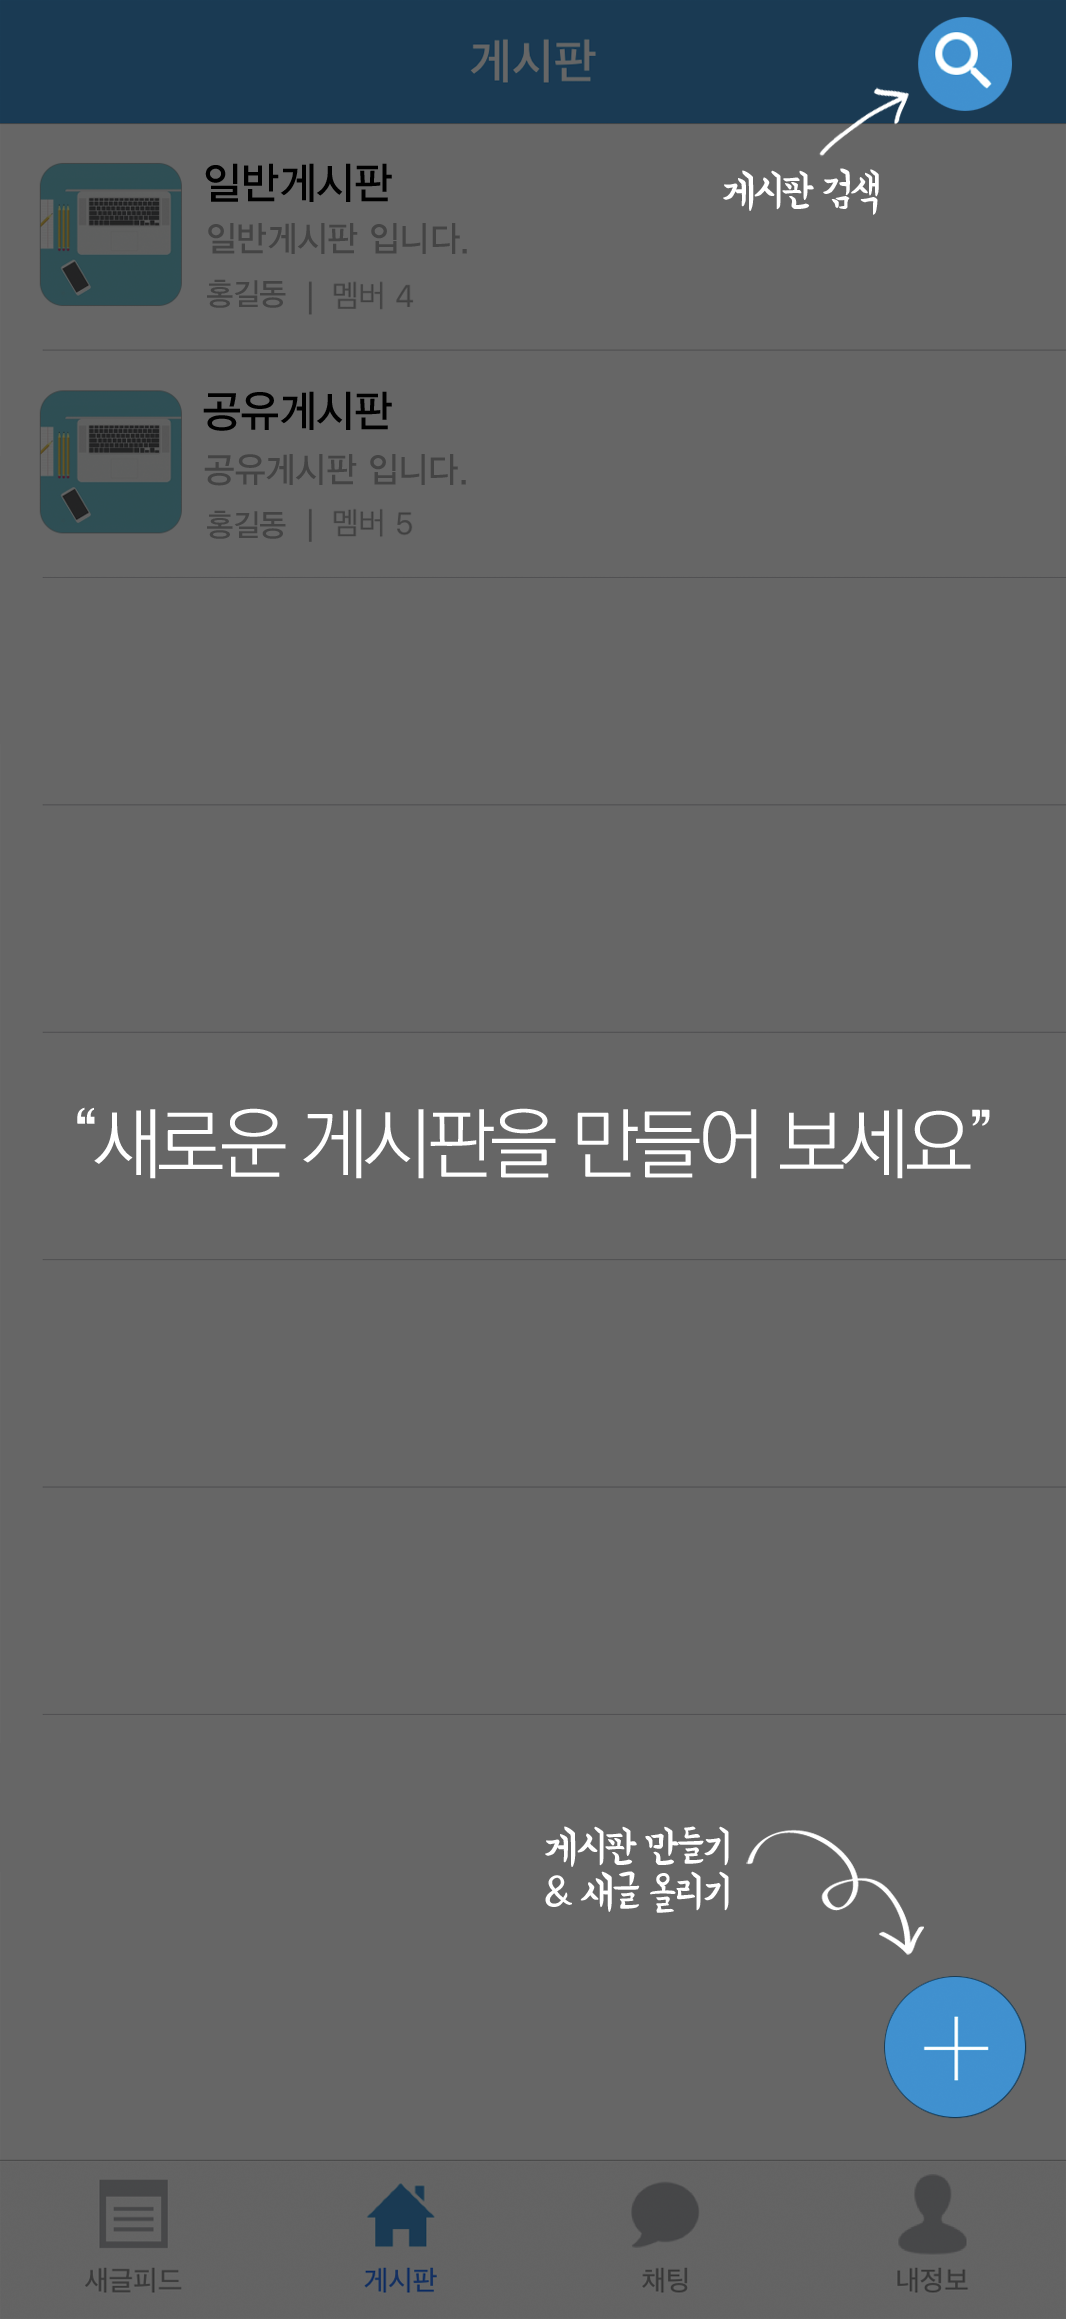 게시판
게시판 검색
일반게시판
일반게시판 입니다.
홍길동 | 멤버 4
공유게시판
공유게시판 입니다.
홍길동 | 멤버 5
“새로운 게시판을 만들어 보세요”
게시판 만들기
& 새글 올리기
새글피드
게시판
채팅
내정보